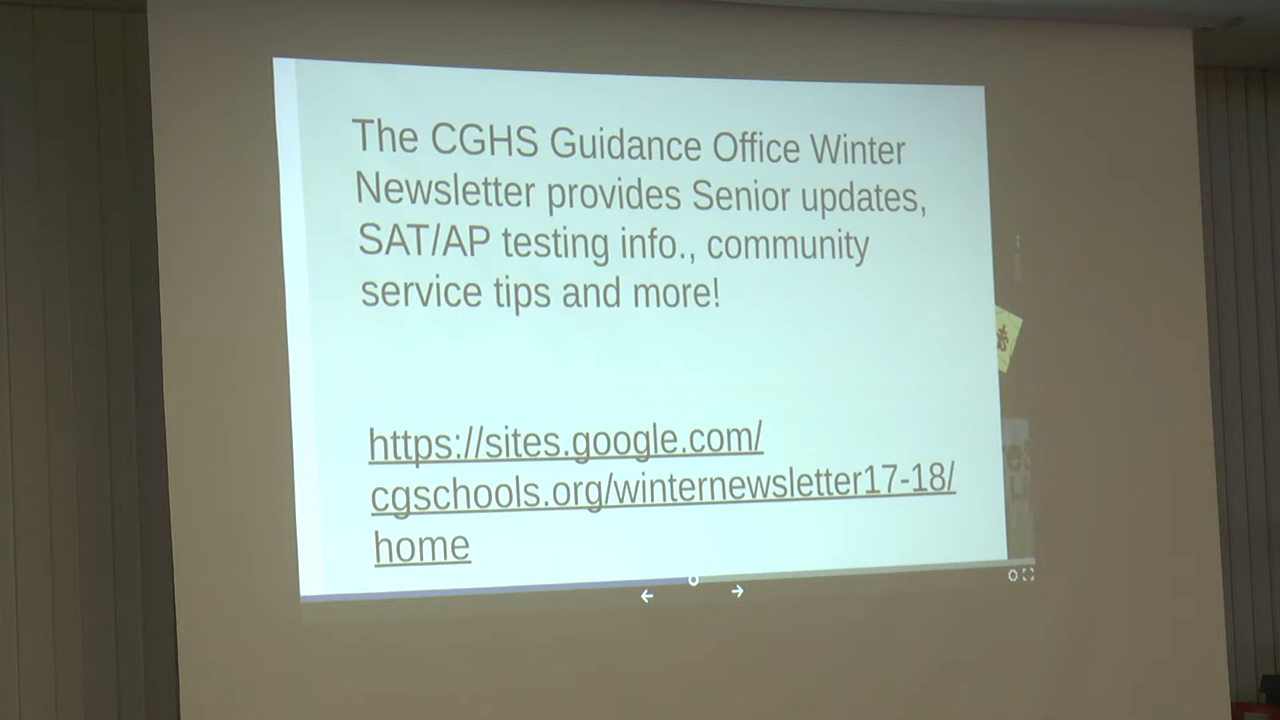 The CGHS Guidance Office Winter
Newsletter provides Senior updates,
SAT/AP testing info., community
service tips and more!
https://sites.google.com/
cgschools.org/winternewsletter17-18/
home